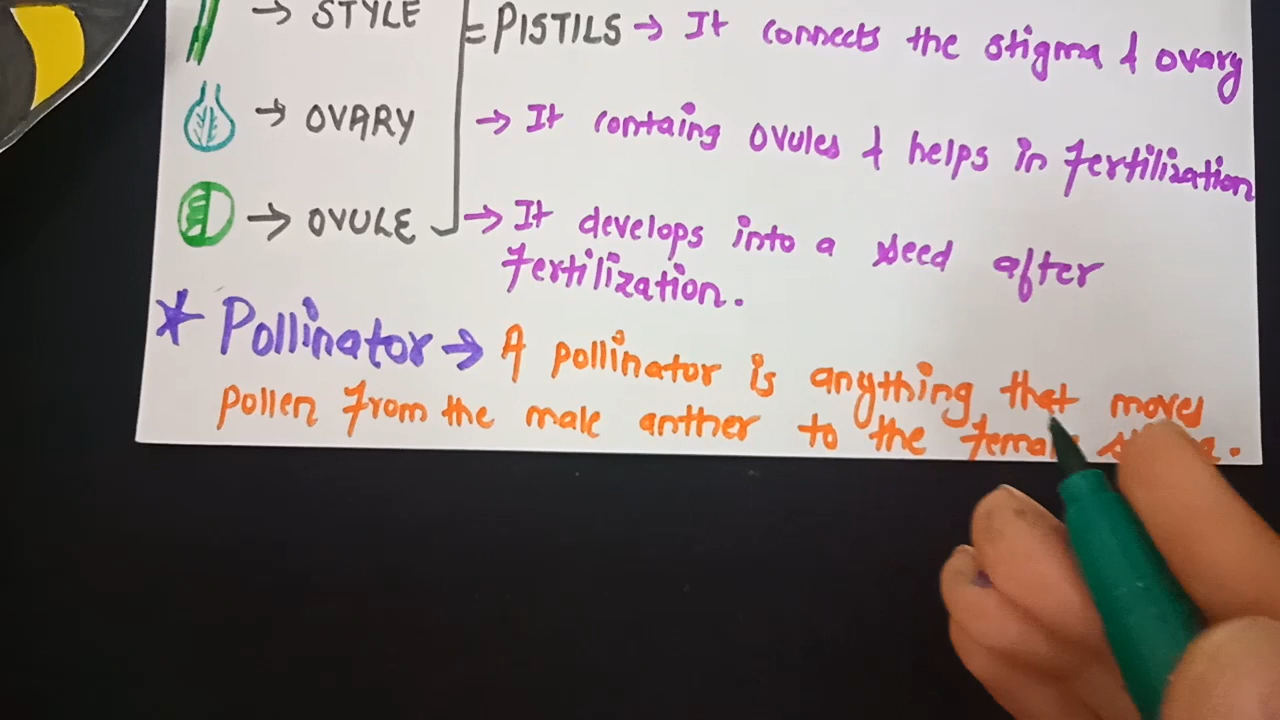 → STYLE = PISTILS → It connects the stigma & ovary
→ OVARY → It containg ovules & helps in fertilization
→ OVULE → It develops into a seed after
fertilization.
* Pollinator → A pollinator is anything that moves
pollen from the male anther to the